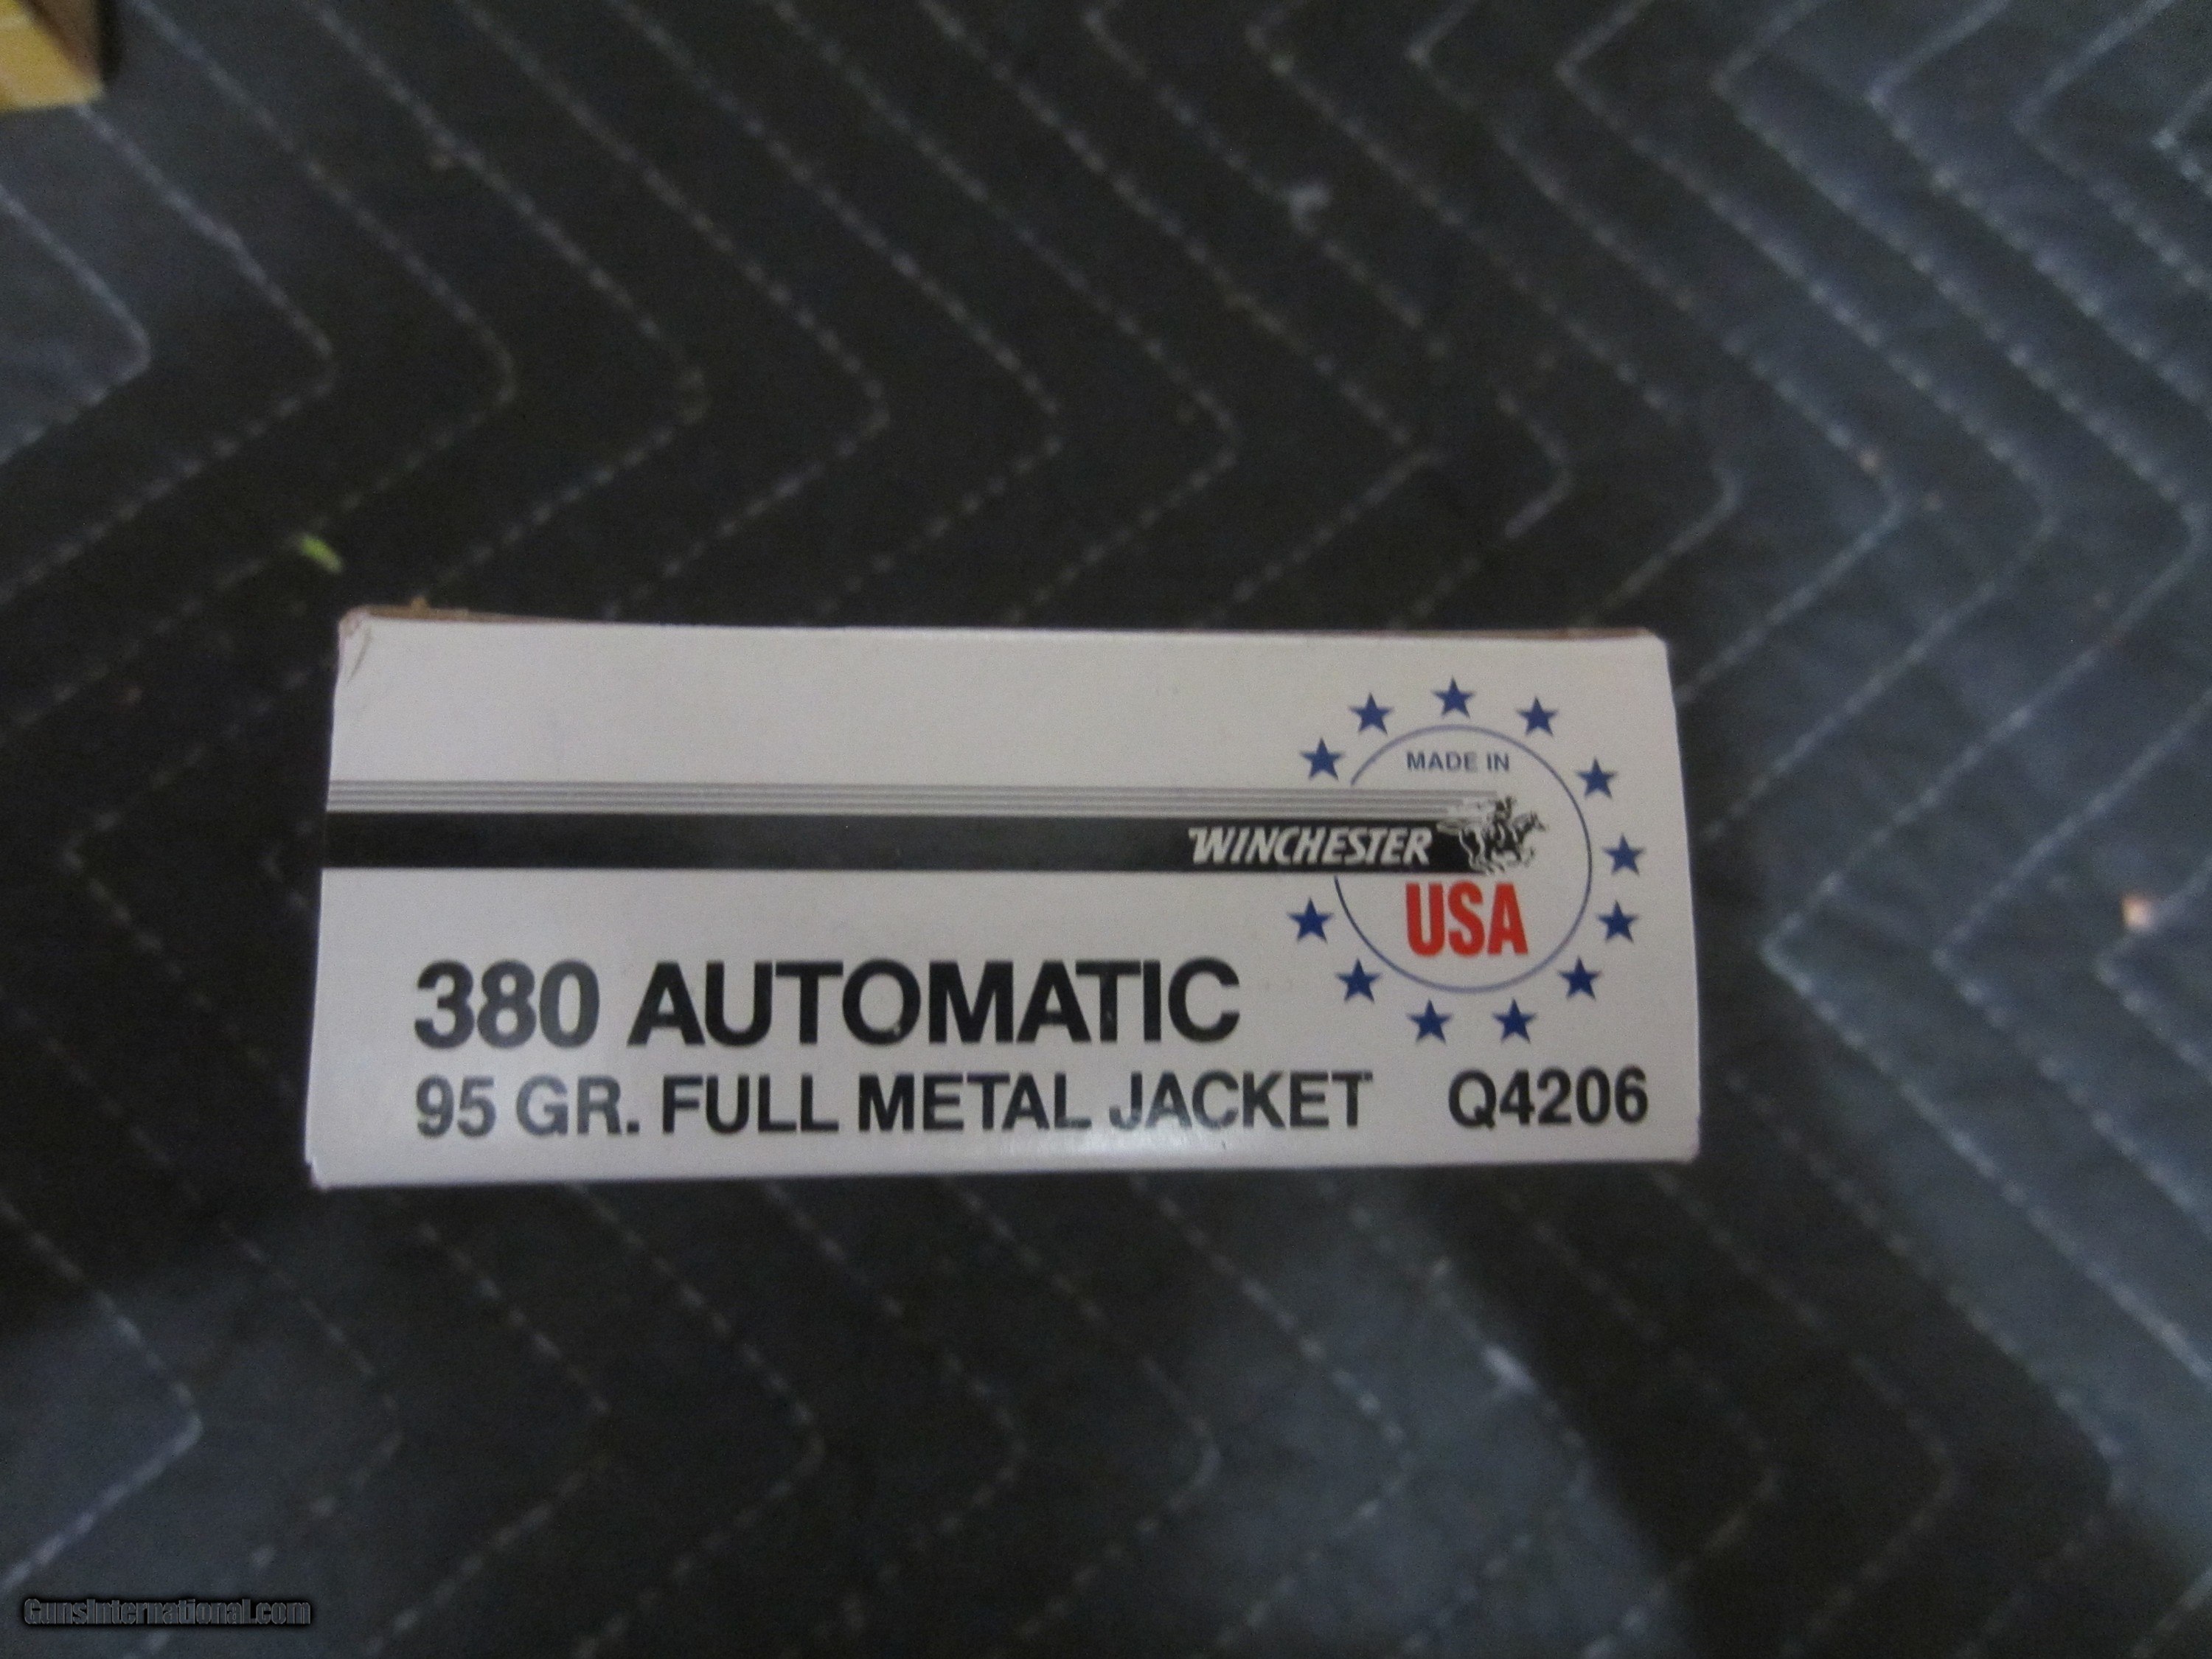 MADE IN
WINCHESTER
USA
380 AUTOMATIC
95 GR. FULL METAL JACKET Q4206
GunsInternational.com